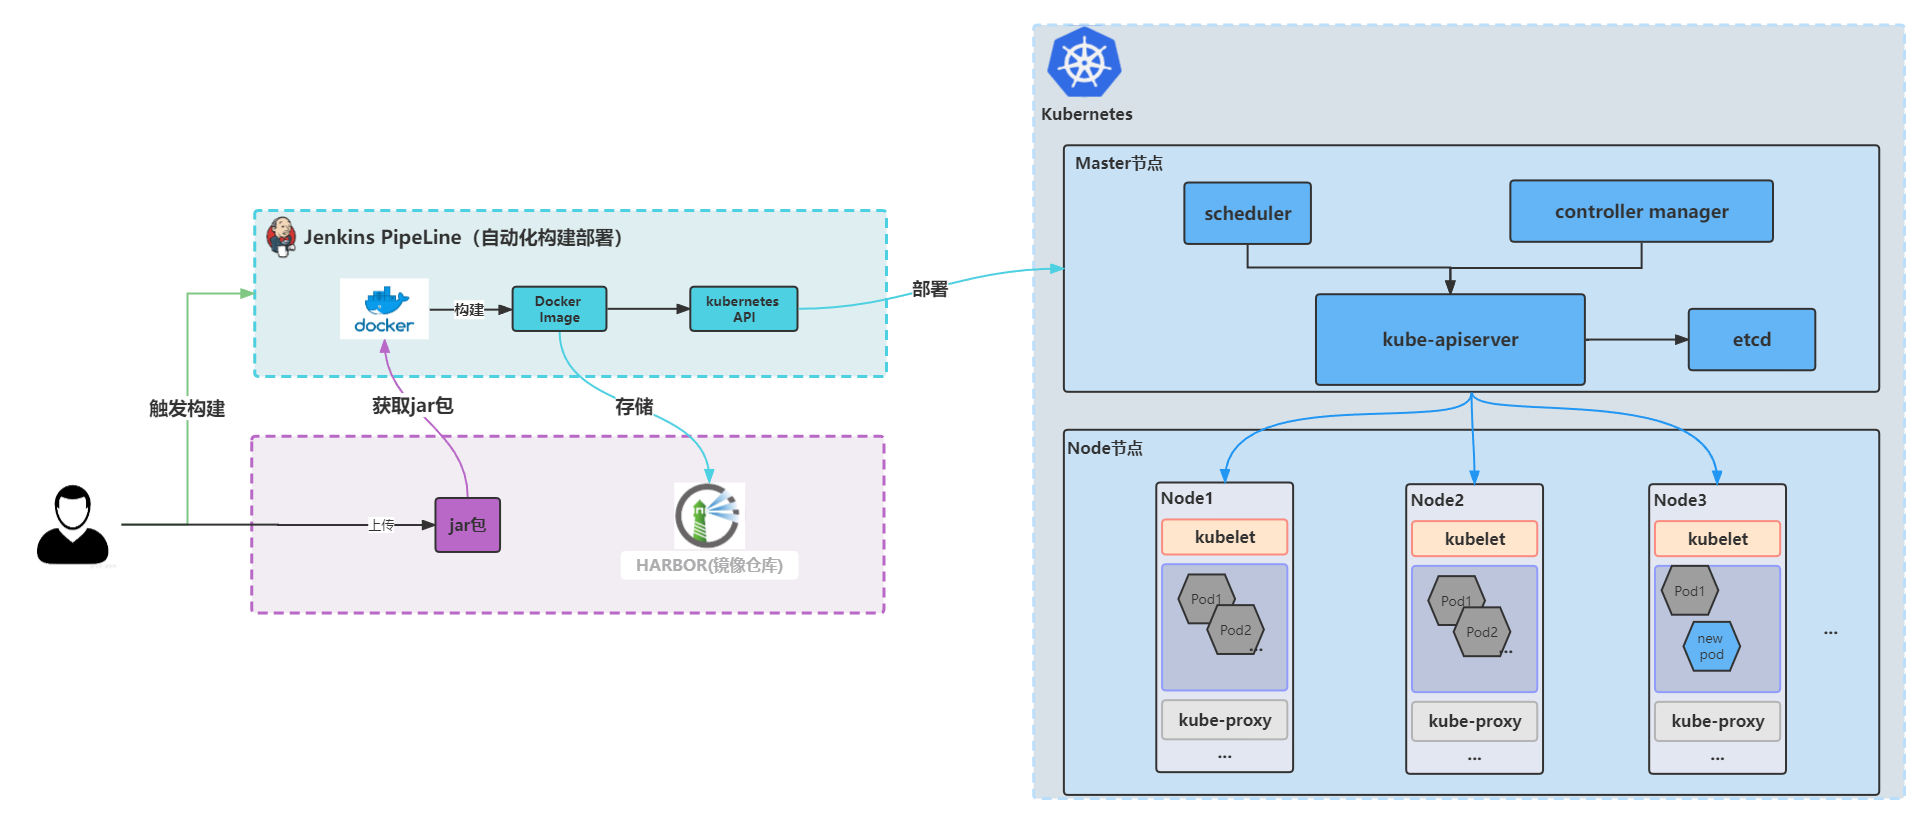 Kubernetes
Master节点
scheduler
controller manager
kube-apiserver
etcd
Jenkins PipeLine（自动化构建部署）
docker
构建
Docker
Image
kubernetes
API
部署
触发构建
获取jar包
存储
上传
jar包
HARBOR(镜像仓库)
Node节点
Node1
kubelet
Pod1
Pod2
...
kube-proxy
...
Node2
kubelet
Pod1
Pod2
...
kube-proxy
...
Node3
kubelet
Pod1
new
pod
kube-proxy
...
...